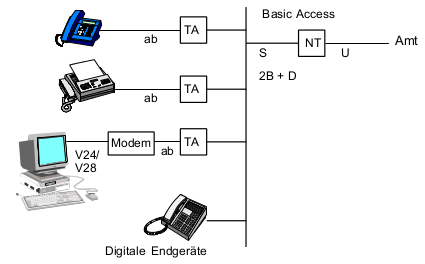 Basic Access
ab
TA
NT
Amt
S
U
2B + D
ab
TA
V24/
V28
Modem
ab
TA
Digitale Endgeräte